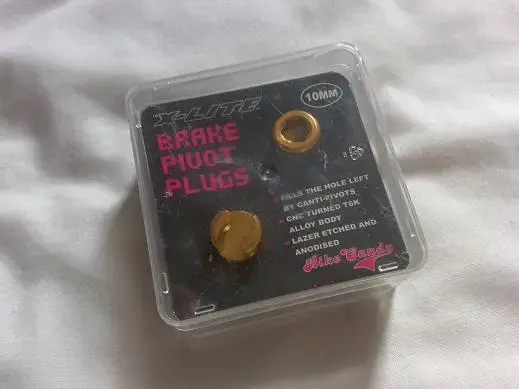 X-LITE
10MM
BRAKE
PIVOT
PLUGS
FILLS THE HOLE LEFT
BY CANTI-PIVOTS
CNC TURNED T6K
ALLOY BODY
LAZER ETCHED AND
ANODISED
Bike Candy